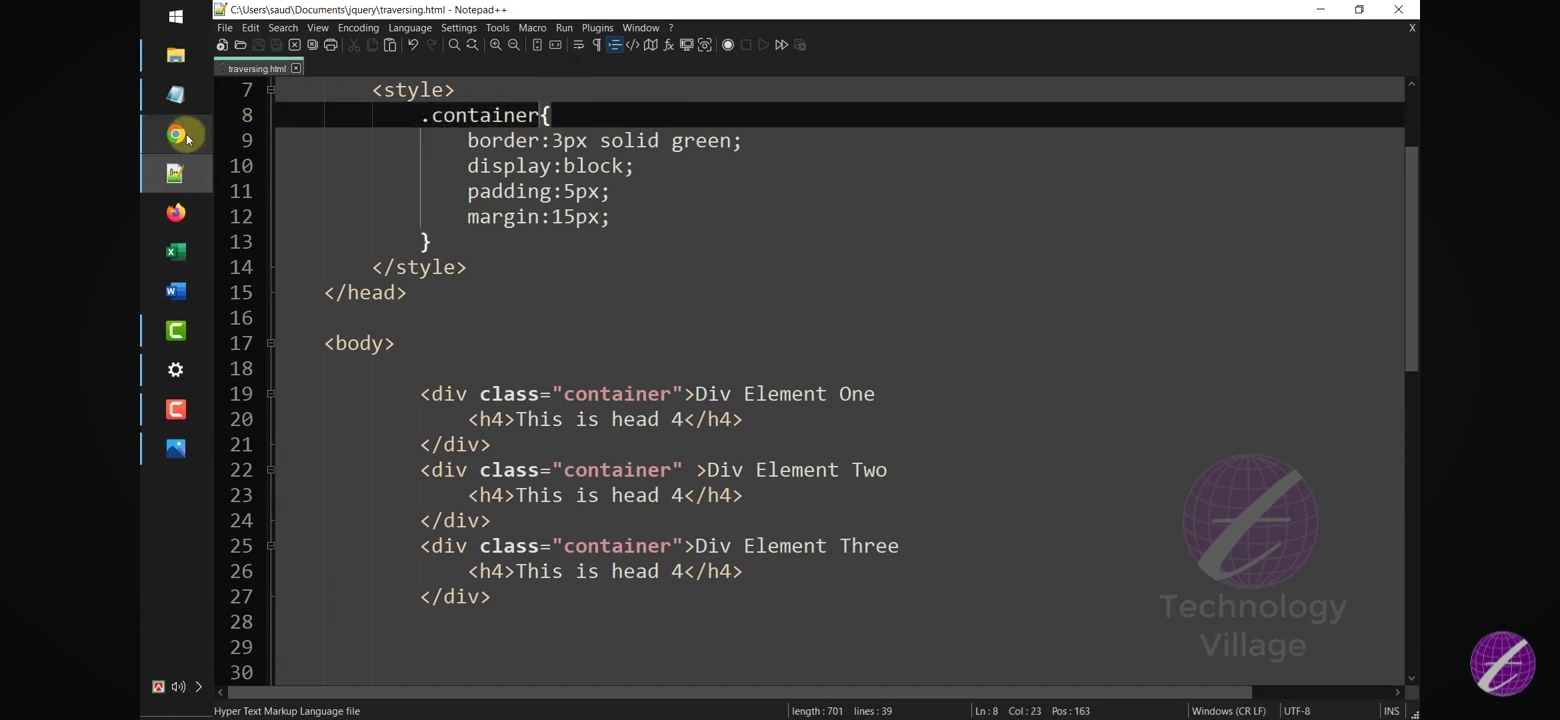 C:\Users\saud\Documents\jquery\traversing.html - Notepad++
File Edit Search View Encoding Language Settings Tools Macro Run Plugins Window ? X
traversing.html
7 <style>
8 .container{
9 border:3px solid green;
10 display:block;
11 padding:5px;
12 margin:15px;
13 }
14 </style>
15 </head>
16
17 <body>
18
19 <div class="container">Div Element One
20 <h4>This is head 4</h4>
21 </div>
22 <div class="container" >Div Element Two
23 <h4>This is head 4</h4>
24 </div>
25 <div class="container">Div Element Three
26 <h4>This is head 4</h4>
27 </div>
28
29
30
Technology
Village
Hyper Text Markup Language file length : 701 lines : 39 Ln : 8 Col : 23 Pos : 163 Windows (CR LF) UTF-8 INS